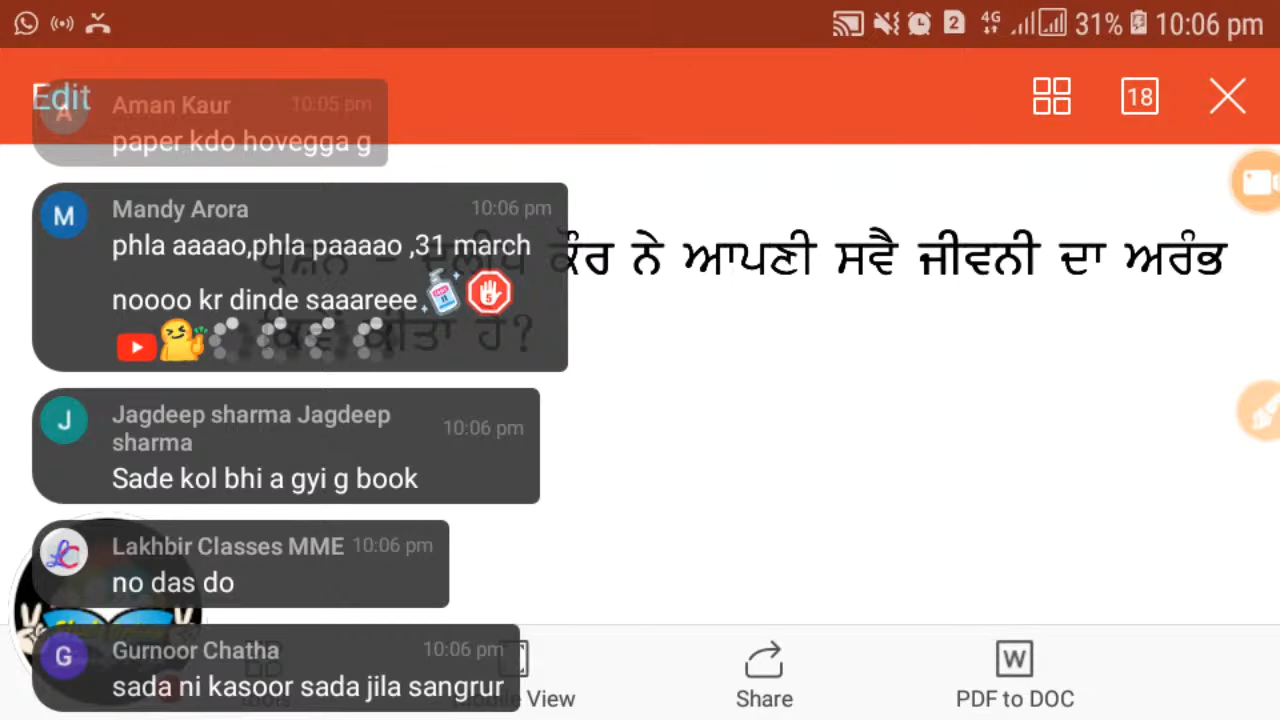 4G 31% 10:06 pm
Edit
18
Aman Kaur 10:05 pm
paper kdo hovegga g
Mandy Arora 10:06 pm
phla aaaao,phla paaaao ,31 march
noooo kr dinde saaareee
ਪ੍ਰਸ਼ਨ - ਦਲੀਪ ਕੌਰ ਨੇ ਆਪਣੀ ਸਵੈ ਜੀਵਨੀ ਦਾ ਅਰੰਭ
ਕਿਵੇਂ ਕੀਤਾ ਹੈ?
Jagdeep sharma Jagdeep
sharma 10:06 pm
Sade kol bhi a gyi g book
Lakhbir Classes MME 10:06 pm
no das do
Gurnoor Chatha 10:06 pm
sada ni kasoor sada jila sangrur
View
Share
PDF to DOC